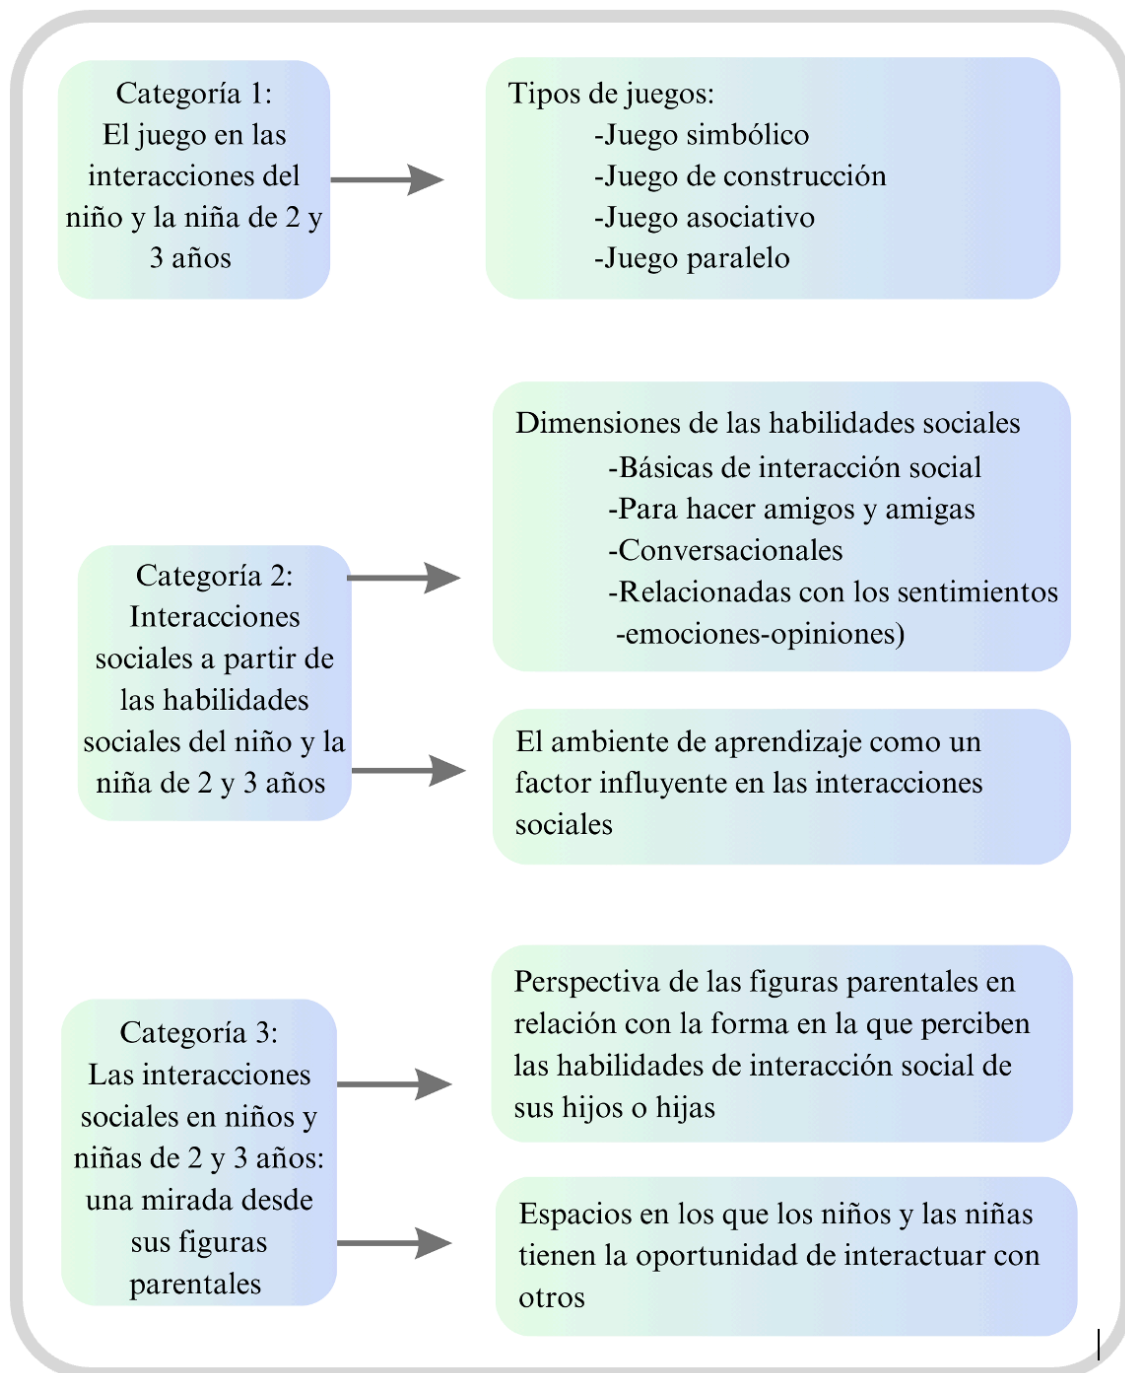 Categoría 1:
El juego en las
interacciones del
niño y la niña de 2 y
3 años
Tipos de juegos:
-Juego simbólico
-Juego de construcción
-Juego asociativo
-Juego paralelo
Categoría 2:
Interacciones
sociales a partir de
las habilidades
sociales del niño y la
niña de 2 y 3 años
Dimensiones de las habilidades sociales
-Básicas de interacción social
-Para hacer amigos y amigas
-Conversacionales
-Relacionadas con los sentimientos
-emociones-opiniones)
El ambiente de aprendizaje como un
factor influyente en las interacciones
sociales
Categoría 3:
Las interacciones
sociales en niños y
niñas de 2 y 3 años:
una mirada desde
sus figuras
parentales
Perspectiva de las figuras parentales en
relación con la forma en la que perciben
las habilidades de interacción social de
sus hijos o hijas
Espacios en los que los niños y las niñas
tienen la oportunidad de interactuar con
otros